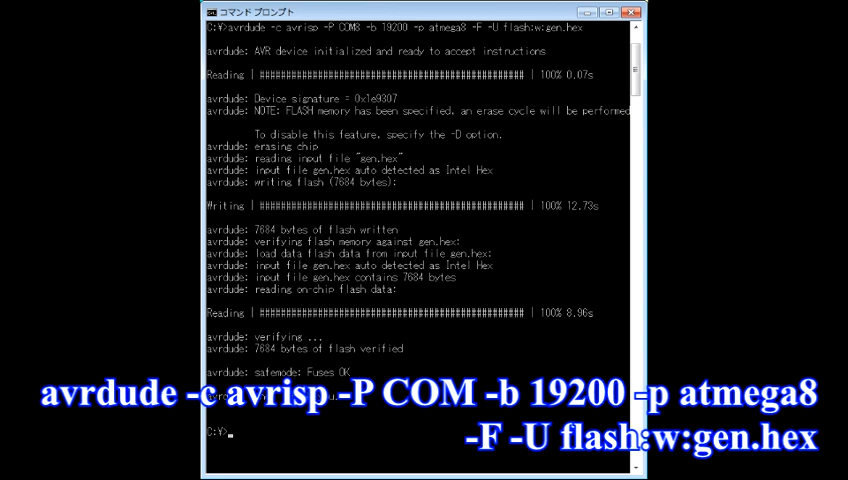 コマンド プロンプト
C:¥>avrdude -c avrisp -P COM8 -b 19200 -p atmega8 -F -U flash:w:gen.hex
avrdude: AVR device initialized and ready to accept instructions
Reading | ################################################## | 100% 0.07s
avrdude: Device signature = 0x1e9307
avrdude: NOTE: FLASH memory has been specified, an erase cycle will be performed
To disable this feature, specify the -D option.
avrdude: erasing chip
avrdude: reading input file "gen.hex"
avrdude: input file gen.hex auto detected as Intel Hex
avrdude: writing flash (7684 bytes):
Writing | ################################################## | 100% 12.73s
avrdude: 7684 bytes of flash written
avrdude: verifying flash memory against gen.hex:
avrdude: load data flash data from input file gen.hex:
avrdude: input file gen.hex auto detected as Intel Hex
avrdude: input file gen.hex contains 7684 bytes
avrdude: reading on-chip flash data:
Reading | ################################################## | 100% 8.96s
avrdude: verifying ...
avrdude: 7684 bytes of flash verified
avrdude: safemode: Fuses OK
avrdude -c avrisp -P COM -b 19200 -p atmega8
-F -U flash:w:gen.hex
C:¥>